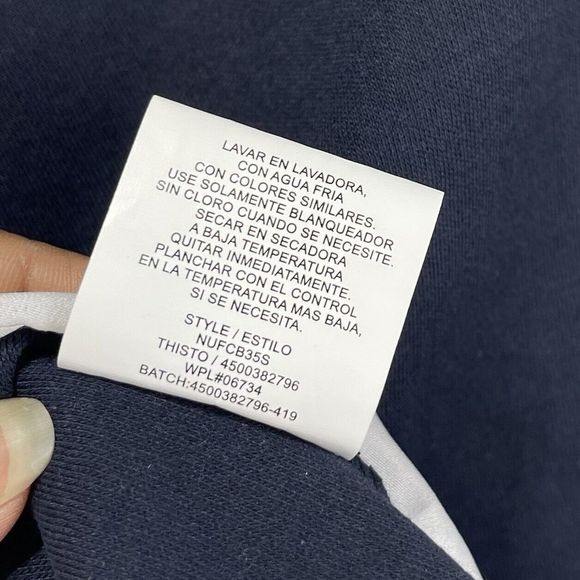 LAVAR EN LAVADORA,
CON AGUA FRIA
CON COLORES SIMILARES.
USE SOLAMENTE BLANQUEADOR
SIN CLORO CUANDO SE NECESITE.
SECAR EN SECADORA
A BAJA TEMPERATURA
QUITAR INMEDIATAMENTE.
PLANCHAR CON EL CONTROL
EN LA TEMPERATURA MAS BAJA,
SI SE NECESITA.
STYLE / ESTILO
NUFCB35S
THISTO / 4500382796
WPL#06734
BATCH:4500382796-419